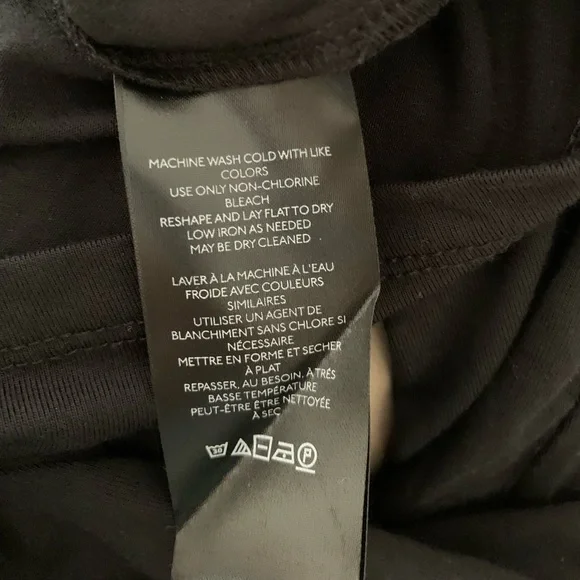 MACHINE WASH COLD WITH LIKE
COLORS
USE ONLY NON-CHLORINE
BLEACH
RESHAPE AND LAY FLAT TO DRY
LOW IRON AS NEEDED
MAY BE DRY CLEANED
LAVER À LA MACHINE À L'EAU
FROIDE AVEC COULEURS
SIMILAIRES
UTILISER UN AGENT DE
BLANCHIMENT SANS CHLORE SI
NÉCESSAIRE
METTRE EN FORME ET SECHER
À PLAT
REPASSER, AU BESOIN, À TRÈS
BASSE TEMPÉRATURE
PEUT-ÊTRE ÊTRE NETTOYÉE
À SEC
30 P